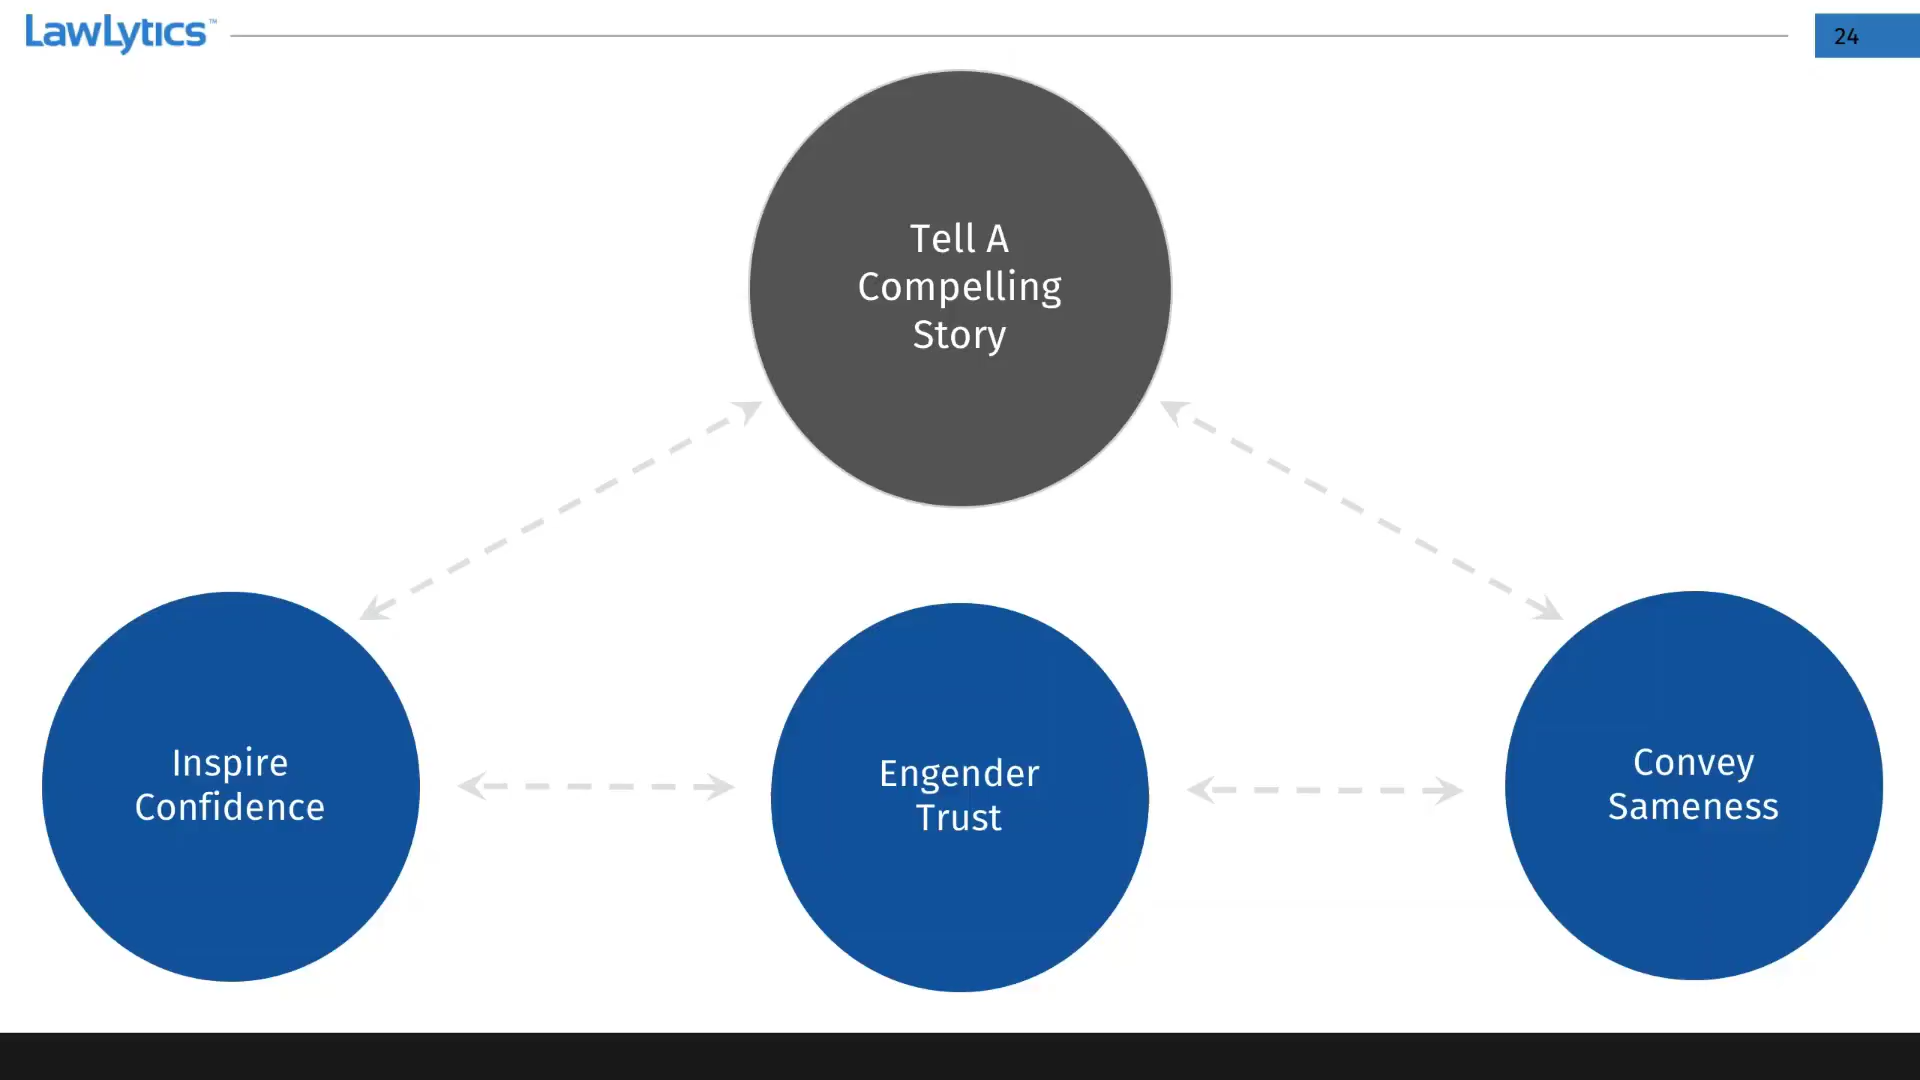 LawLytics™
24
Tell A
Compelling
Story
Inspire
Confidence
Engender
Trust
Convey
Sameness